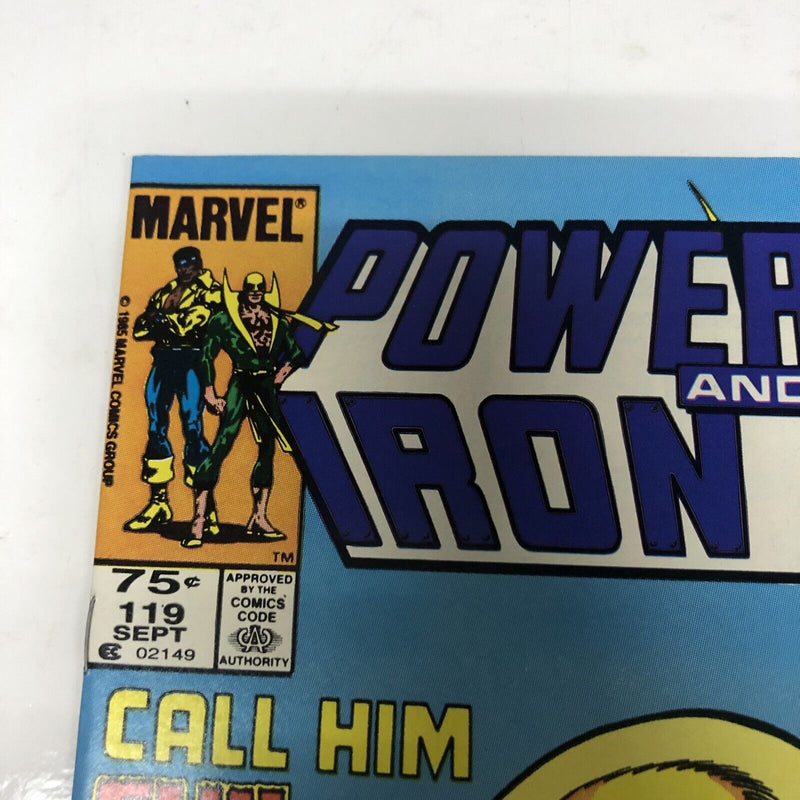 MARVEL®
© 1985 MARVEL COMICS GROUP
TM
POWER
AND
IRON
75¢
119
SEPT
CC 02149
APPROVED
BY THE
COMICS
CODE
CA
AUTHORITY
CALL HIM